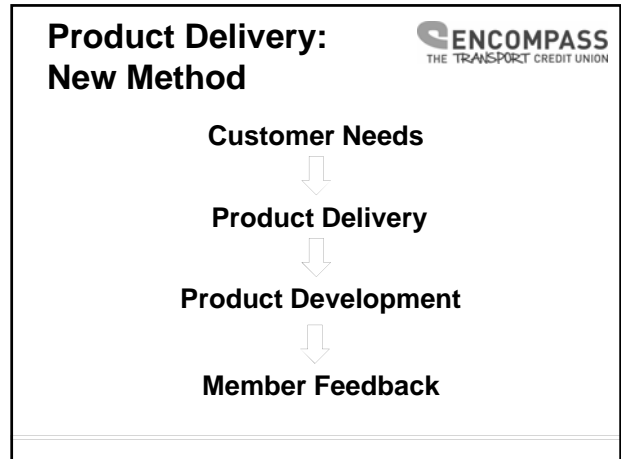 Product Delivery:
New Method
ENCOMPASS
THE TRANSPORT CREDIT UNION
Customer Needs
Product Delivery
Product Development
Member Feedback